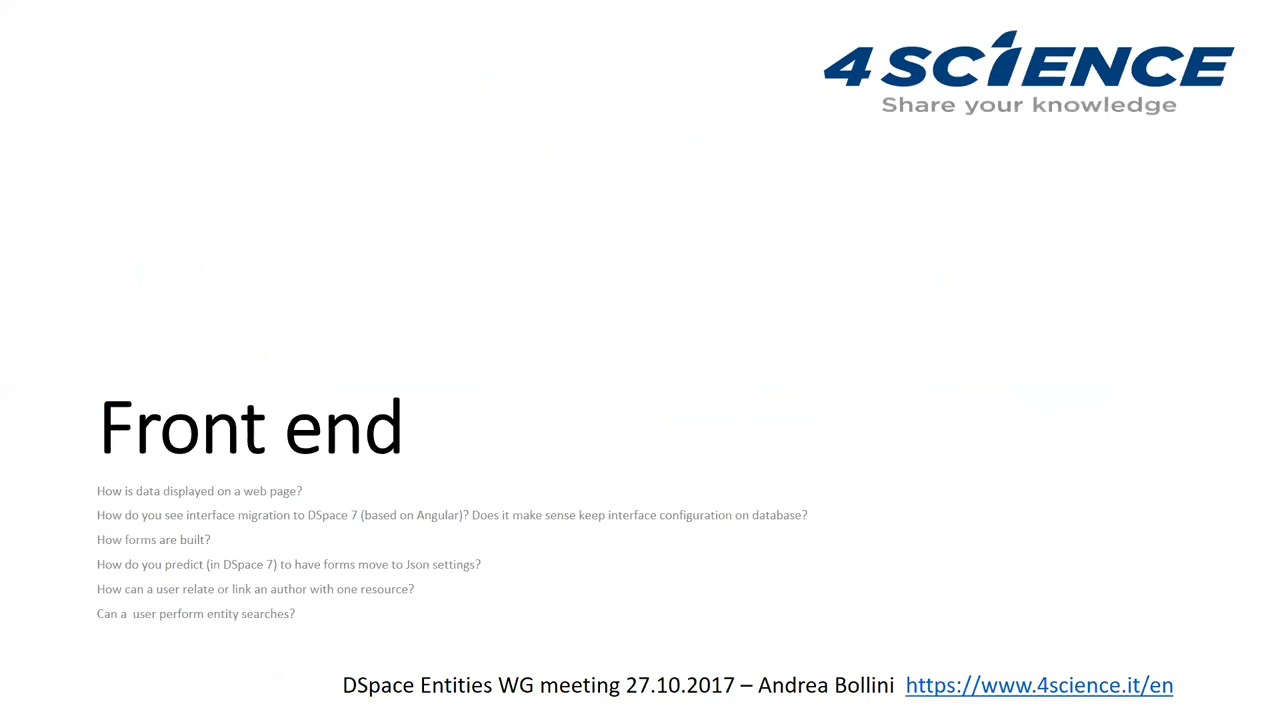 4SCIENCE
Share your knowledge
Front end
How is data displayed on a web page?
How do you see interface migration to DSpace 7 (based on Angular)? Does it make sense keep interface configuration on database?
How forms are built?
How do you predict (in DSpace 7) to have forms move to Json settings?
How can a user relate or link an author with one resource?
Can a user perform entity searches?
DSpace Entities WG meeting 27.10.2017 – Andrea Bollini https://www.4science.it/en